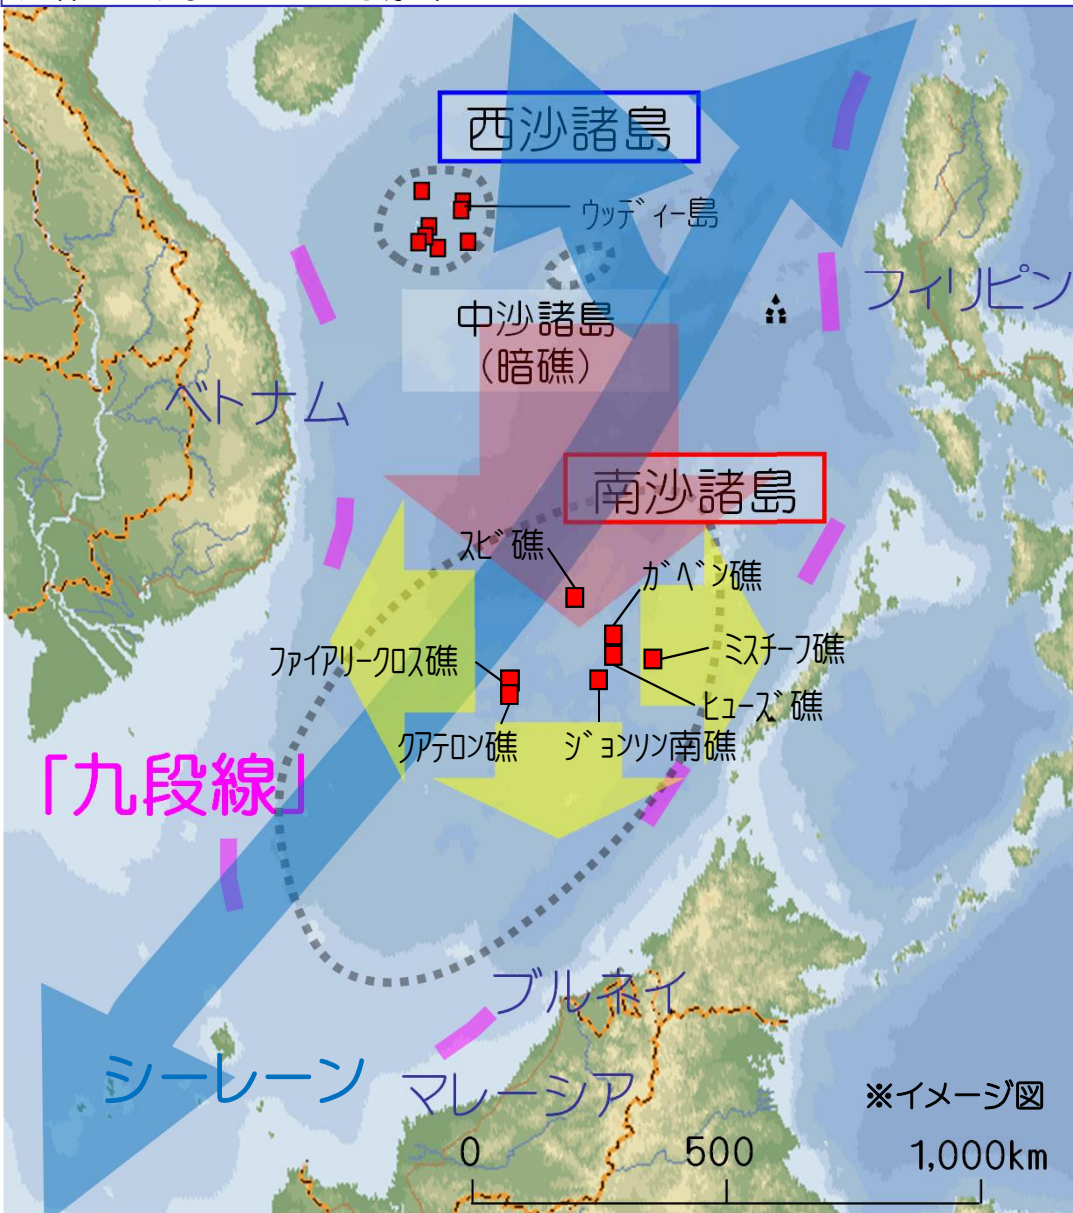 西沙諸島
ウッディー島
中沙諸島
（暗礁）
フィリピン
ベトナム
南沙諸島
スビ礁
ガベン礁
ミスチーフ礁
ファイアリークロス礁
ヒューズ礁
クアテロン礁
ジョンソン南礁
「九段線」
ブルネイ
シーレーン
マレーシア
※イメージ図
0 500 1,000km